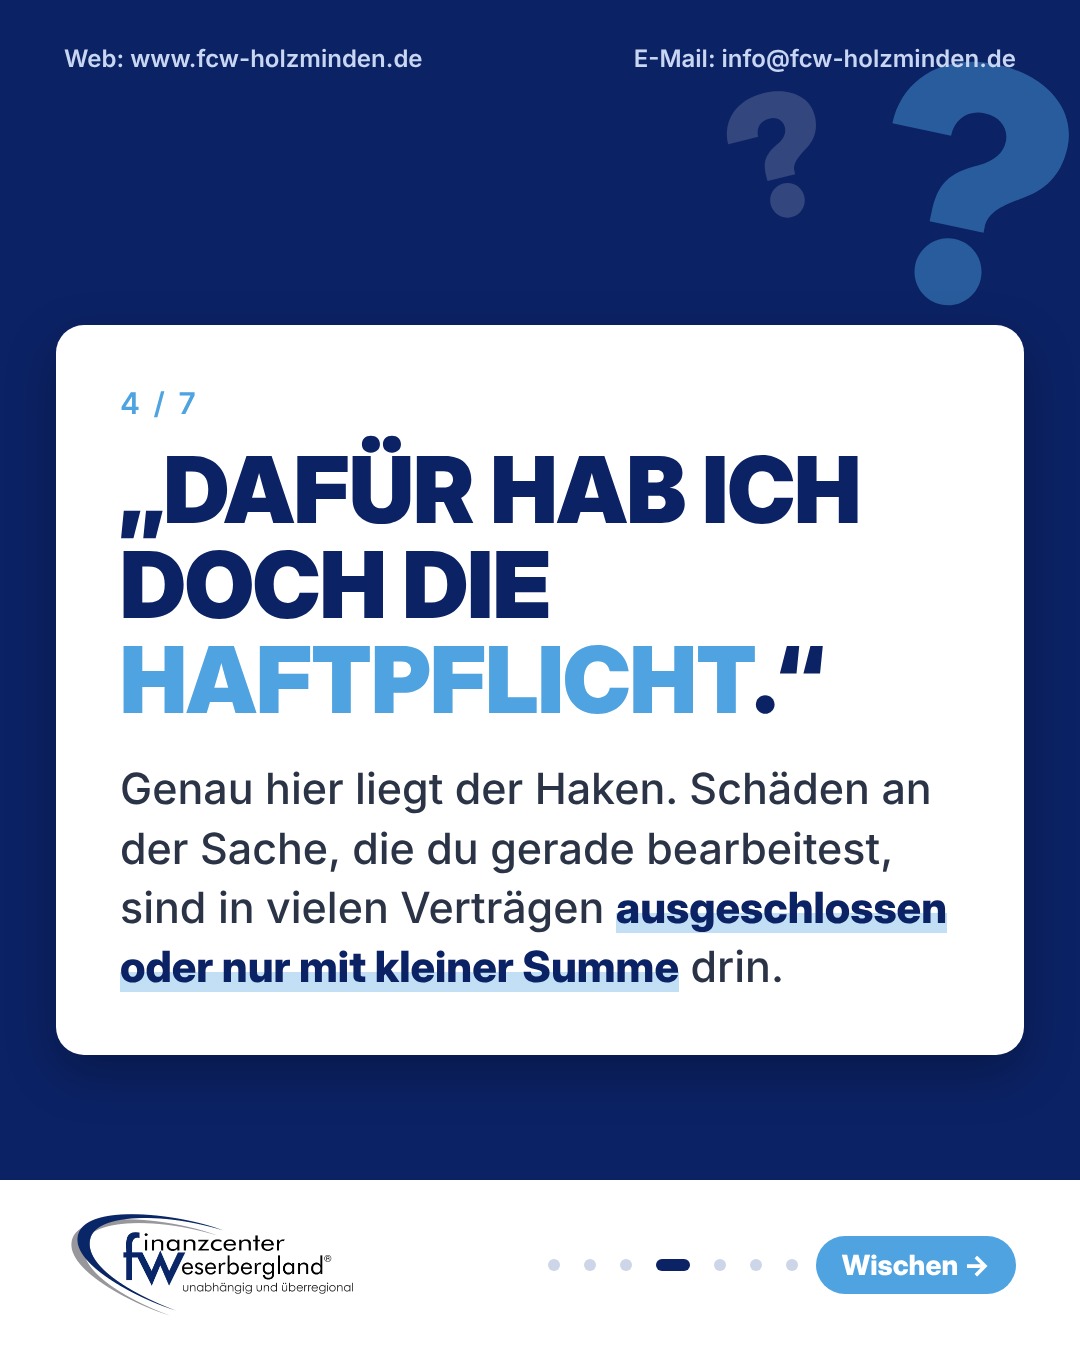 Web: www.fcw-holzminden.de
E-Mail: info@fcw-holzminden.de
? ?
4 / 7
„DAFÜR HAB ICH
DOCH DIE
HAFTPFLICHT.“
Genau hier liegt der Haken. Schäden an
der Sache, die du gerade bearbeitest,
sind in vielen Verträgen ausgeschlossen
oder nur mit kleiner Summe drin.
finanzcenter
Weserbergland®
unabhängig und überregional
Wischen →